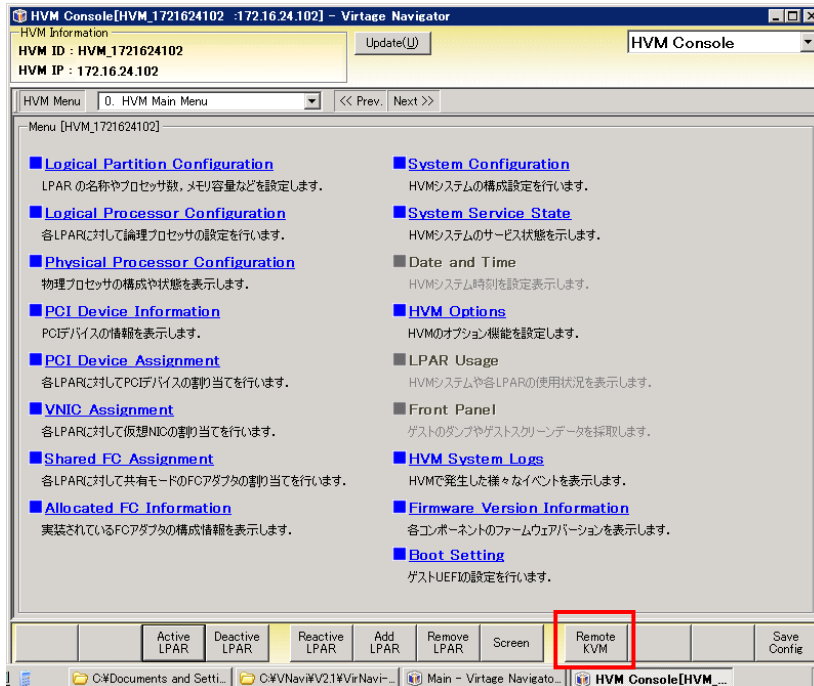 HVM Console[HVM_1721624102 :172.16.24.102] - Virtage Navigator
HVM Information
HVM ID : HVM_1721624102
HVM IP : 172.16.24.102
Update(U)
HVM Console
HVM Menu
0. HVM Main Menu
<< Prev.
Next >>
Menu [HVM_1721624102]
Logical Partition Configuration
LPAR の名称やプロセッサ数, メモリ容量などを設定します.
Logical Processor Configuration
各LPARに対して論理プロセッサの設定を行います.
Physical Processor Configuration
物理プロセッサの構成や状態を表示します.
PCI Device Information
PCIデバイスの情報を表示します.
PCI Device Assignment
各LPARに対してPCIデバイスの割り当てを行います.
VNIC Assignment
各LPARに対して仮想NICの割り当てを行います.
Shared FC Assignment
各LPARに対して共有モードのFCアダプタの割り当てを行います.
Allocated FC Information
実装されているFCアダプタの構成情報を表示します.
System Configuration
HVMシステムの構成設定を行います.
System Service State
HVMシステムのサービス状態を示します.
Date and Time
HVMシステム時刻を設定表示します.
HVM Options
HVMのオプション機能を設定します.
LPAR Usage
HVMシステムや各LPARの使用状況を表示します.
Front Panel
ゲストのダンプやゲストスクリーンデータを採取します.
HVM System Logs
HVMで発生した様々なイベントを表示します.
Firmware Version Information
各コンポーネントのファームウェアバージョンを表示します.
Boot Setting
ゲストUEFIの設定を行います.
Active
LPAR
Deactive
LPAR
Reactive
LPAR
Add
LPAR
Remove
LPAR
Screen
Remote
KVM
Save
Config
C:¥Documents and Setti...
C:¥VNavi¥V2.1¥VirNavi-...
Main - Virtage Navigato...
HVM Console[HVM_...